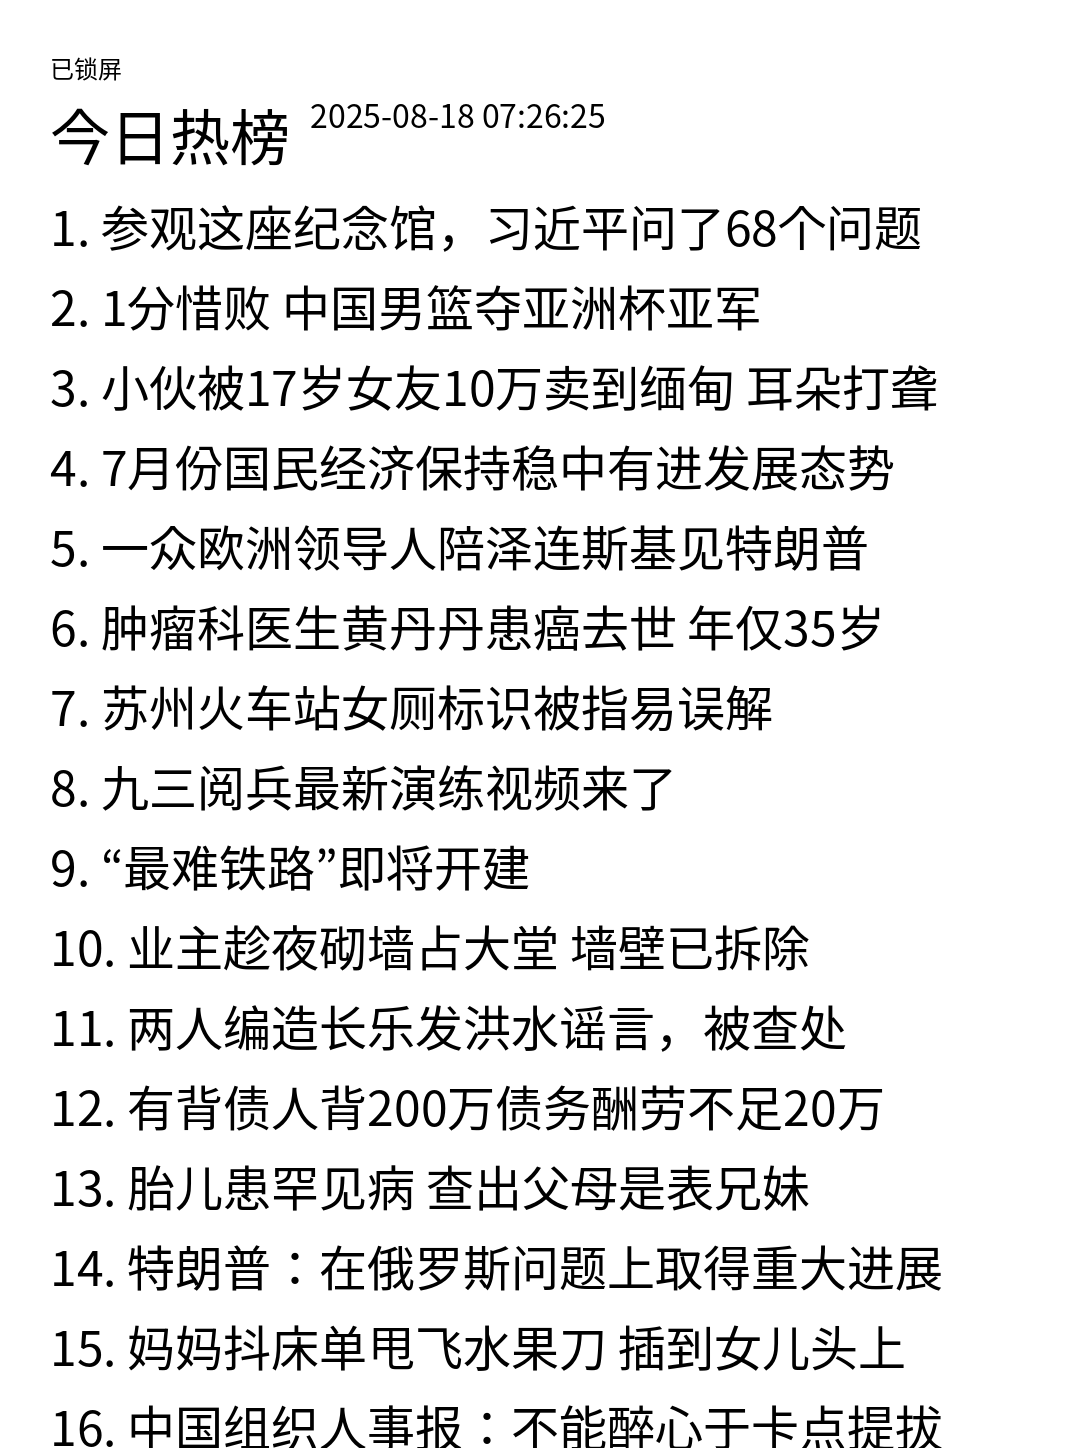 已锁屏
今日热榜 2025-08-18 07:26:25
1. 参观这座纪念馆，习近平问了68个问题
2. 1分惜败 中国男篮夺亚洲杯亚军
3. 小伙被17岁女友10万卖到缅甸 耳朵打聋
4. 7月份国民经济保持稳中有进发展态势
5. 一众欧洲领导人陪泽连斯基见特朗普
6. 肿瘤科医生黄丹丹患癌去世 年仅35岁
7. 苏州火车站女厕标识被指易误解
8. 九三阅兵最新演练视频来了
9. “最难铁路”即将开建
10. 业主趁夜砌墙占大堂 墙壁已拆除
11. 两人编造长乐发洪水谣言，被查处
12. 有背债人背200万债务酬劳不足20万
13. 胎儿患罕见病 查出父母是表兄妹
14. 特朗普：在俄罗斯问题上取得重大进展
15. 妈妈抖床单甩飞水果刀 插到女儿头上
16. 中国组织人事报：不能醉心于卡点提拔